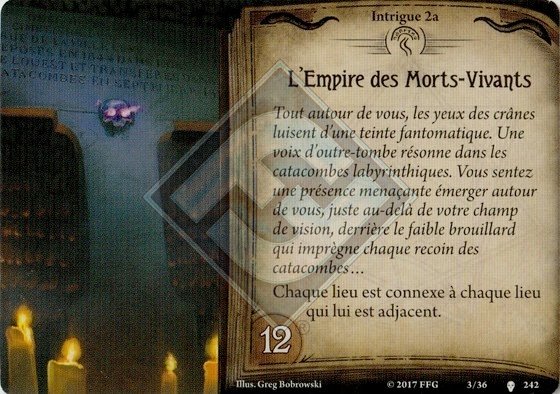 Intrigue 2a
L'Empire des Morts-Vivants
Tout autour de vous, les yeux des crânes
luisent d'une teinte fantomatique. Une
voix d'outre-tombe résonne dans les
catacombes labyrinthiques. Vous sentez
une présence menaçante émerger autour
de vous, juste au-delà de votre champ
de vision, derrière le faible brouillard
qui imprègne chaque recoin des
catacombes…
Chaque lieu est connexe à chaque lieu
qui lui est adjacent.
12
Illus. Greg Bobrowski
© 2017 FFG
3/36
242